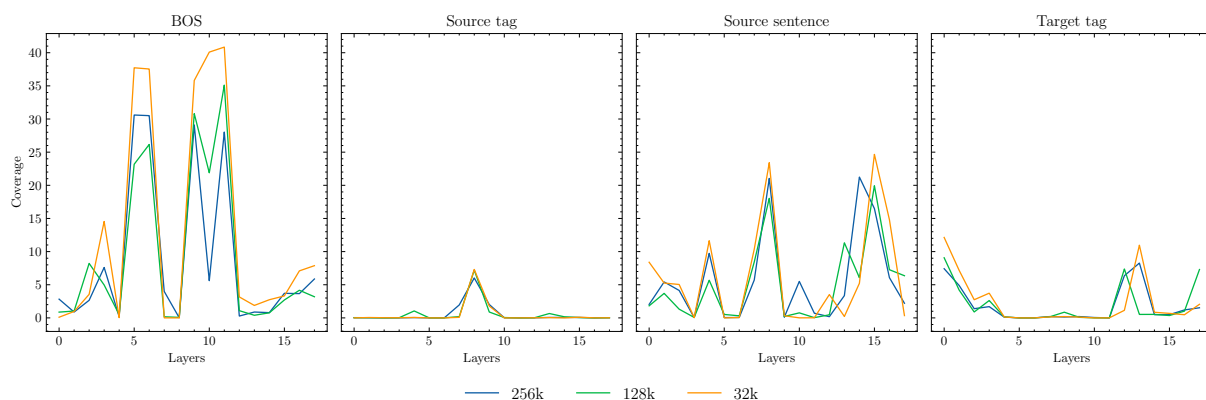 BOS
Source tag
Source sentence
Target tag
Coverage
40
35
30
25
20
15
10
5
0
0 5 10 15
0 5 10 15
0 5 10 15
0 5 10 15
Layers
Layers
Layers
Layers
256k 128k 32k